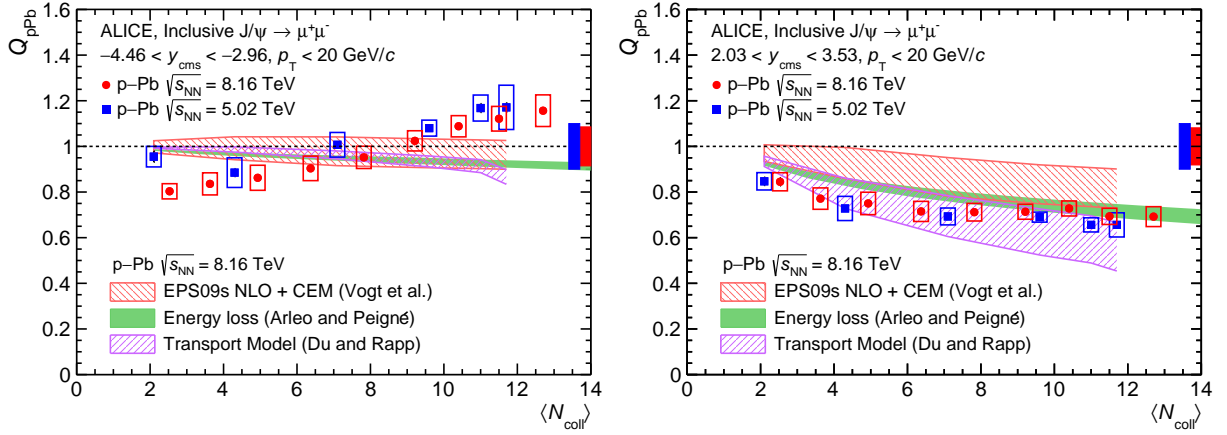 Q_pPb
1.6
1.4
1.2
1
0.8
0.6
0.4
0.2
0
ALICE, Inclusive J/ψ → μ⁺μ⁻
−4.46 < y_cms < −2.96, p_T < 20 GeV/c
p−Pb √s_NN = 8.16 TeV
p−Pb √s_NN = 5.02 TeV
p−Pb √s_NN = 8.16 TeV
EPS09s NLO + CEM (Vogt et al.)
Energy loss (Arleo and Peigné)
Transport Model (Du and Rapp)
0 2 4 6 8 10 12 14
⟨N_coll⟩
Q_pPb
1.6
1.4
1.2
1
0.8
0.6
0.4
0.2
0
ALICE, Inclusive J/ψ → μ⁺μ⁻
2.03 < y_cms < 3.53, p_T < 20 GeV/c
p−Pb √s_NN = 8.16 TeV
p−Pb √s_NN = 5.02 TeV
p−Pb √s_NN = 8.16 TeV
EPS09s NLO + CEM (Vogt et al.)
Energy loss (Arleo and Peigné)
Transport Model (Du and Rapp)
0 2 4 6 8 10 12 14
⟨N_coll⟩